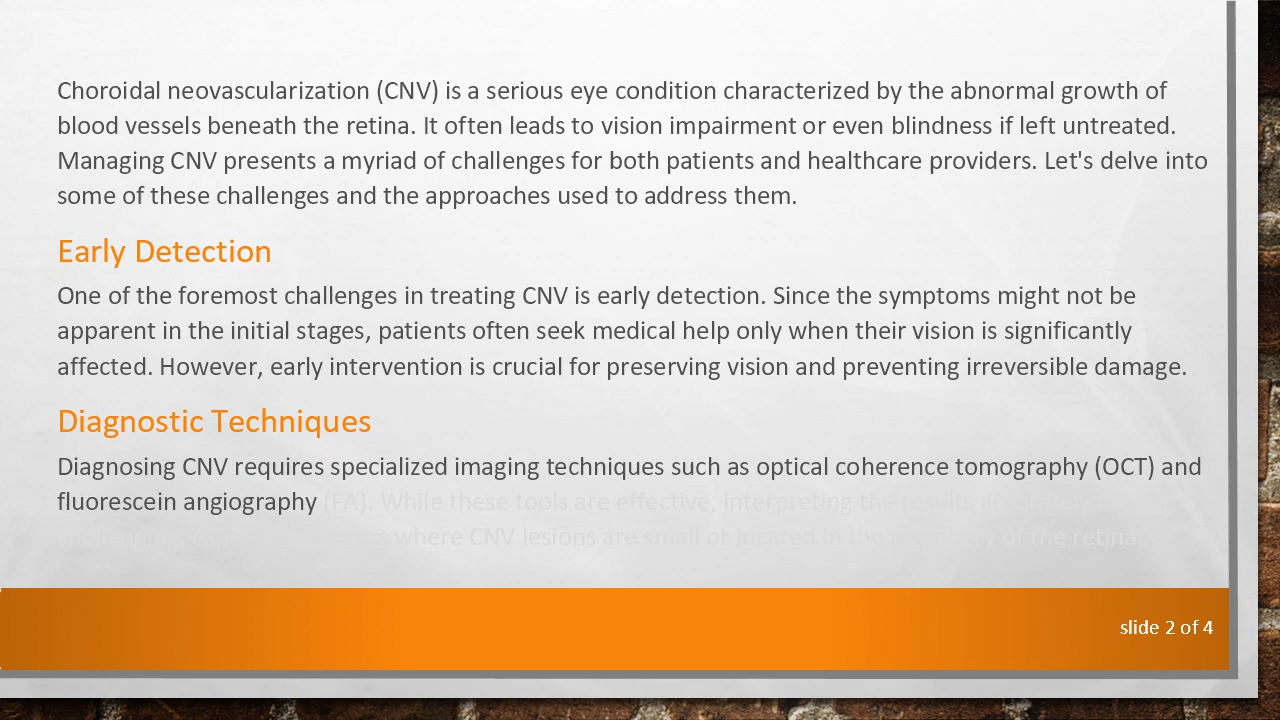 Choroidal neovascularization (CNV) is a serious eye condition characterized by the abnormal growth of
blood vessels beneath the retina. It often leads to vision impairment or even blindness if left untreated.
Managing CNV presents a myriad of challenges for both patients and healthcare providers. Let's delve into
some of these challenges and the approaches used to address them.
Early Detection
One of the foremost challenges in treating CNV is early detection. Since the symptoms might not be
apparent in the initial stages, patients often seek medical help only when their vision is significantly
affected. However, early intervention is crucial for preserving vision and preventing irreversible damage.
Diagnostic Techniques
Diagnosing CNV requires specialized imaging techniques such as optical coherence tomography (OCT) and
fluorescein angiography (FA). While these tools are effective, interpreting the results
where CNV lesions are small or located in the of the retina.
slide 2 of 4